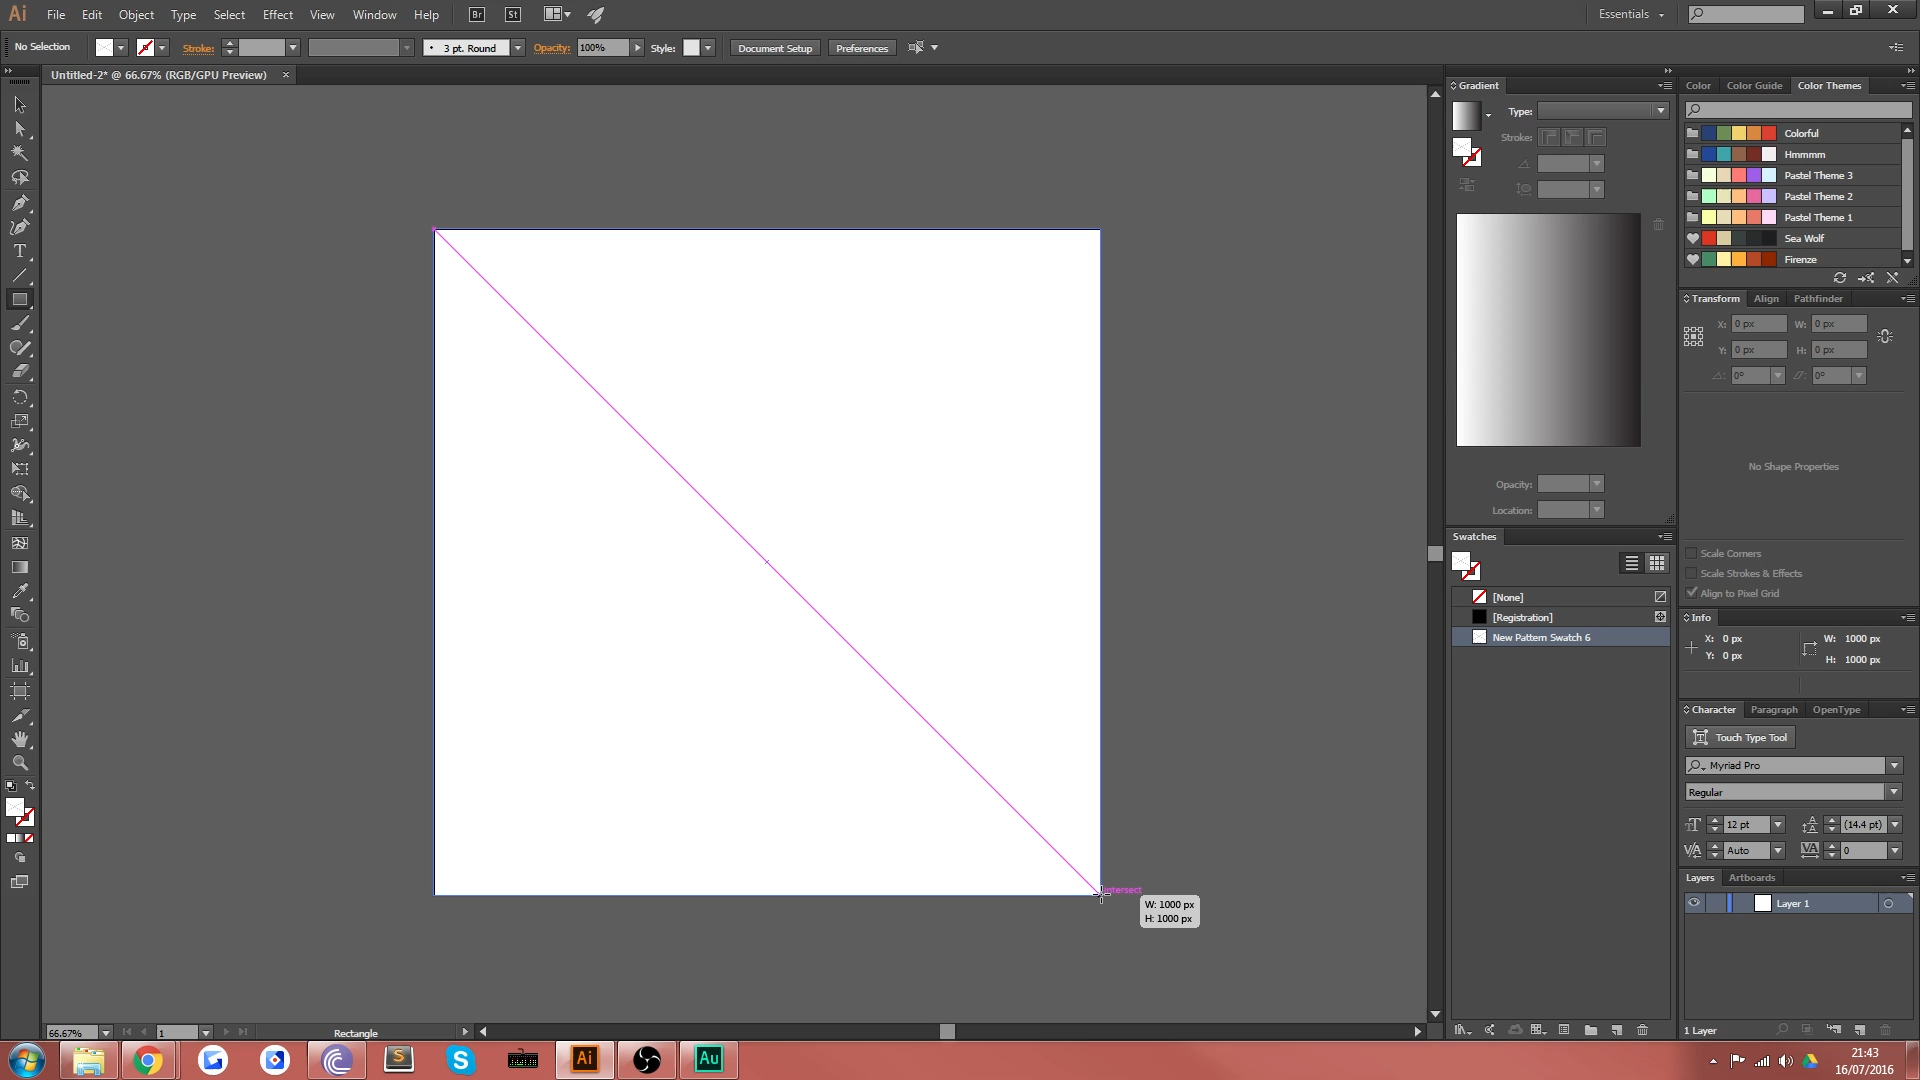 Ai File Edit Object Type Select Effect View Window Help Br St Essentials
No Selection Stroke: 3 pt. Round Opacity: 100% Style: Document Setup Preferences
Untitled-2* @ 66.67% (RGB/GPU Preview) ×
Gradient
Type:
Stroke:
Opacity:
Location:
Color Color Guide Color Themes
Colorful
Hmmmm
Pastel Theme 3
Pastel Theme 2
Pastel Theme 1
Sea Wolf
Firenze
Transform Align Pathfinder
X: 0 px W: 0 px
Y: 0 px H: 0 px
0° 0°
No Shape Properties
Scale Corners
Scale Strokes & Effects
Align to Pixel Grid
Swatches
[None]
[Registration]
New Pattern Swatch 6
Info
X: 0 px W: 1000 px
Y: 0 px H: 1000 px
Character Paragraph OpenType
Touch Type Tool
Myriad Pro
Regular
12 pt (14.4 pt)
Auto 0
Layers Artboards
Layer 1
1 Layer
intersect
W: 1000 px
H: 1000 px
66.67% 1 Rectangle
S S Ai Au
21:43
16/07/2016